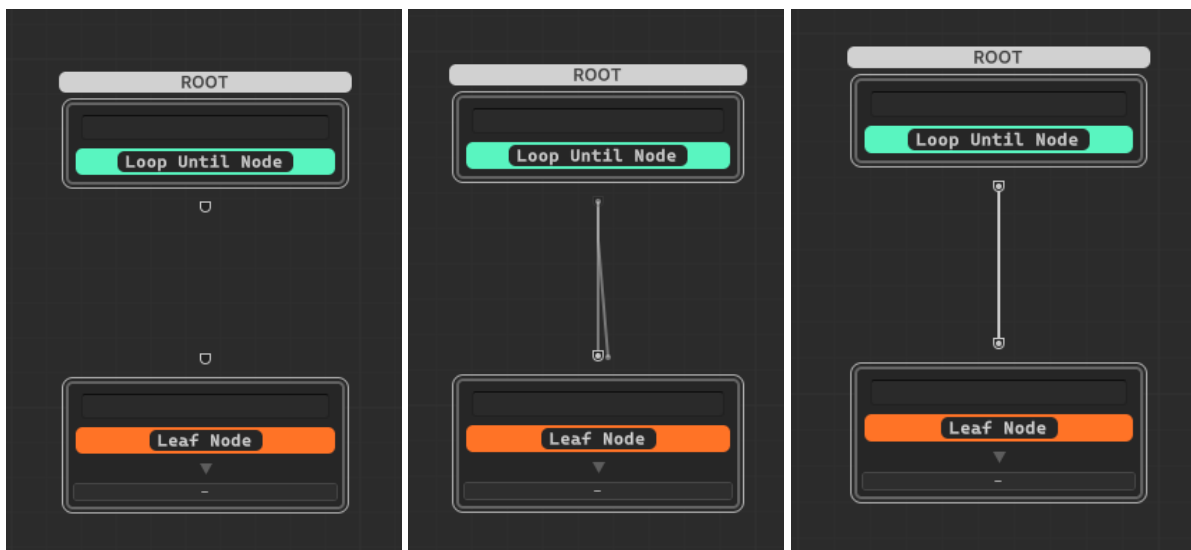 ROOT
Loop Until Node
Leaf Node
–
ROOT
Loop Until Node
Leaf Node
–
ROOT
Loop Until Node
Leaf Node
–